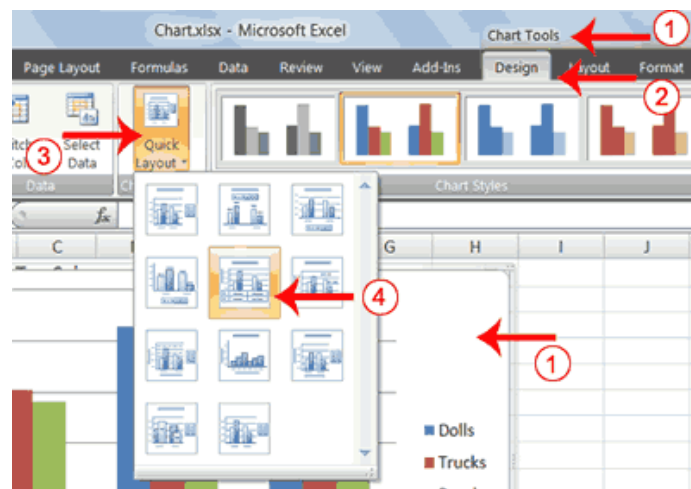 Chart.xlsx - Microsoft Excel
Chart Tools
1
Page Layout Formulas Data Review View Add-Ins Design Layout Format
2
3
Select
Data
Quick
Layout
Data
Chart Styles
fx
C G H I J
4
1
Dolls
Trucks